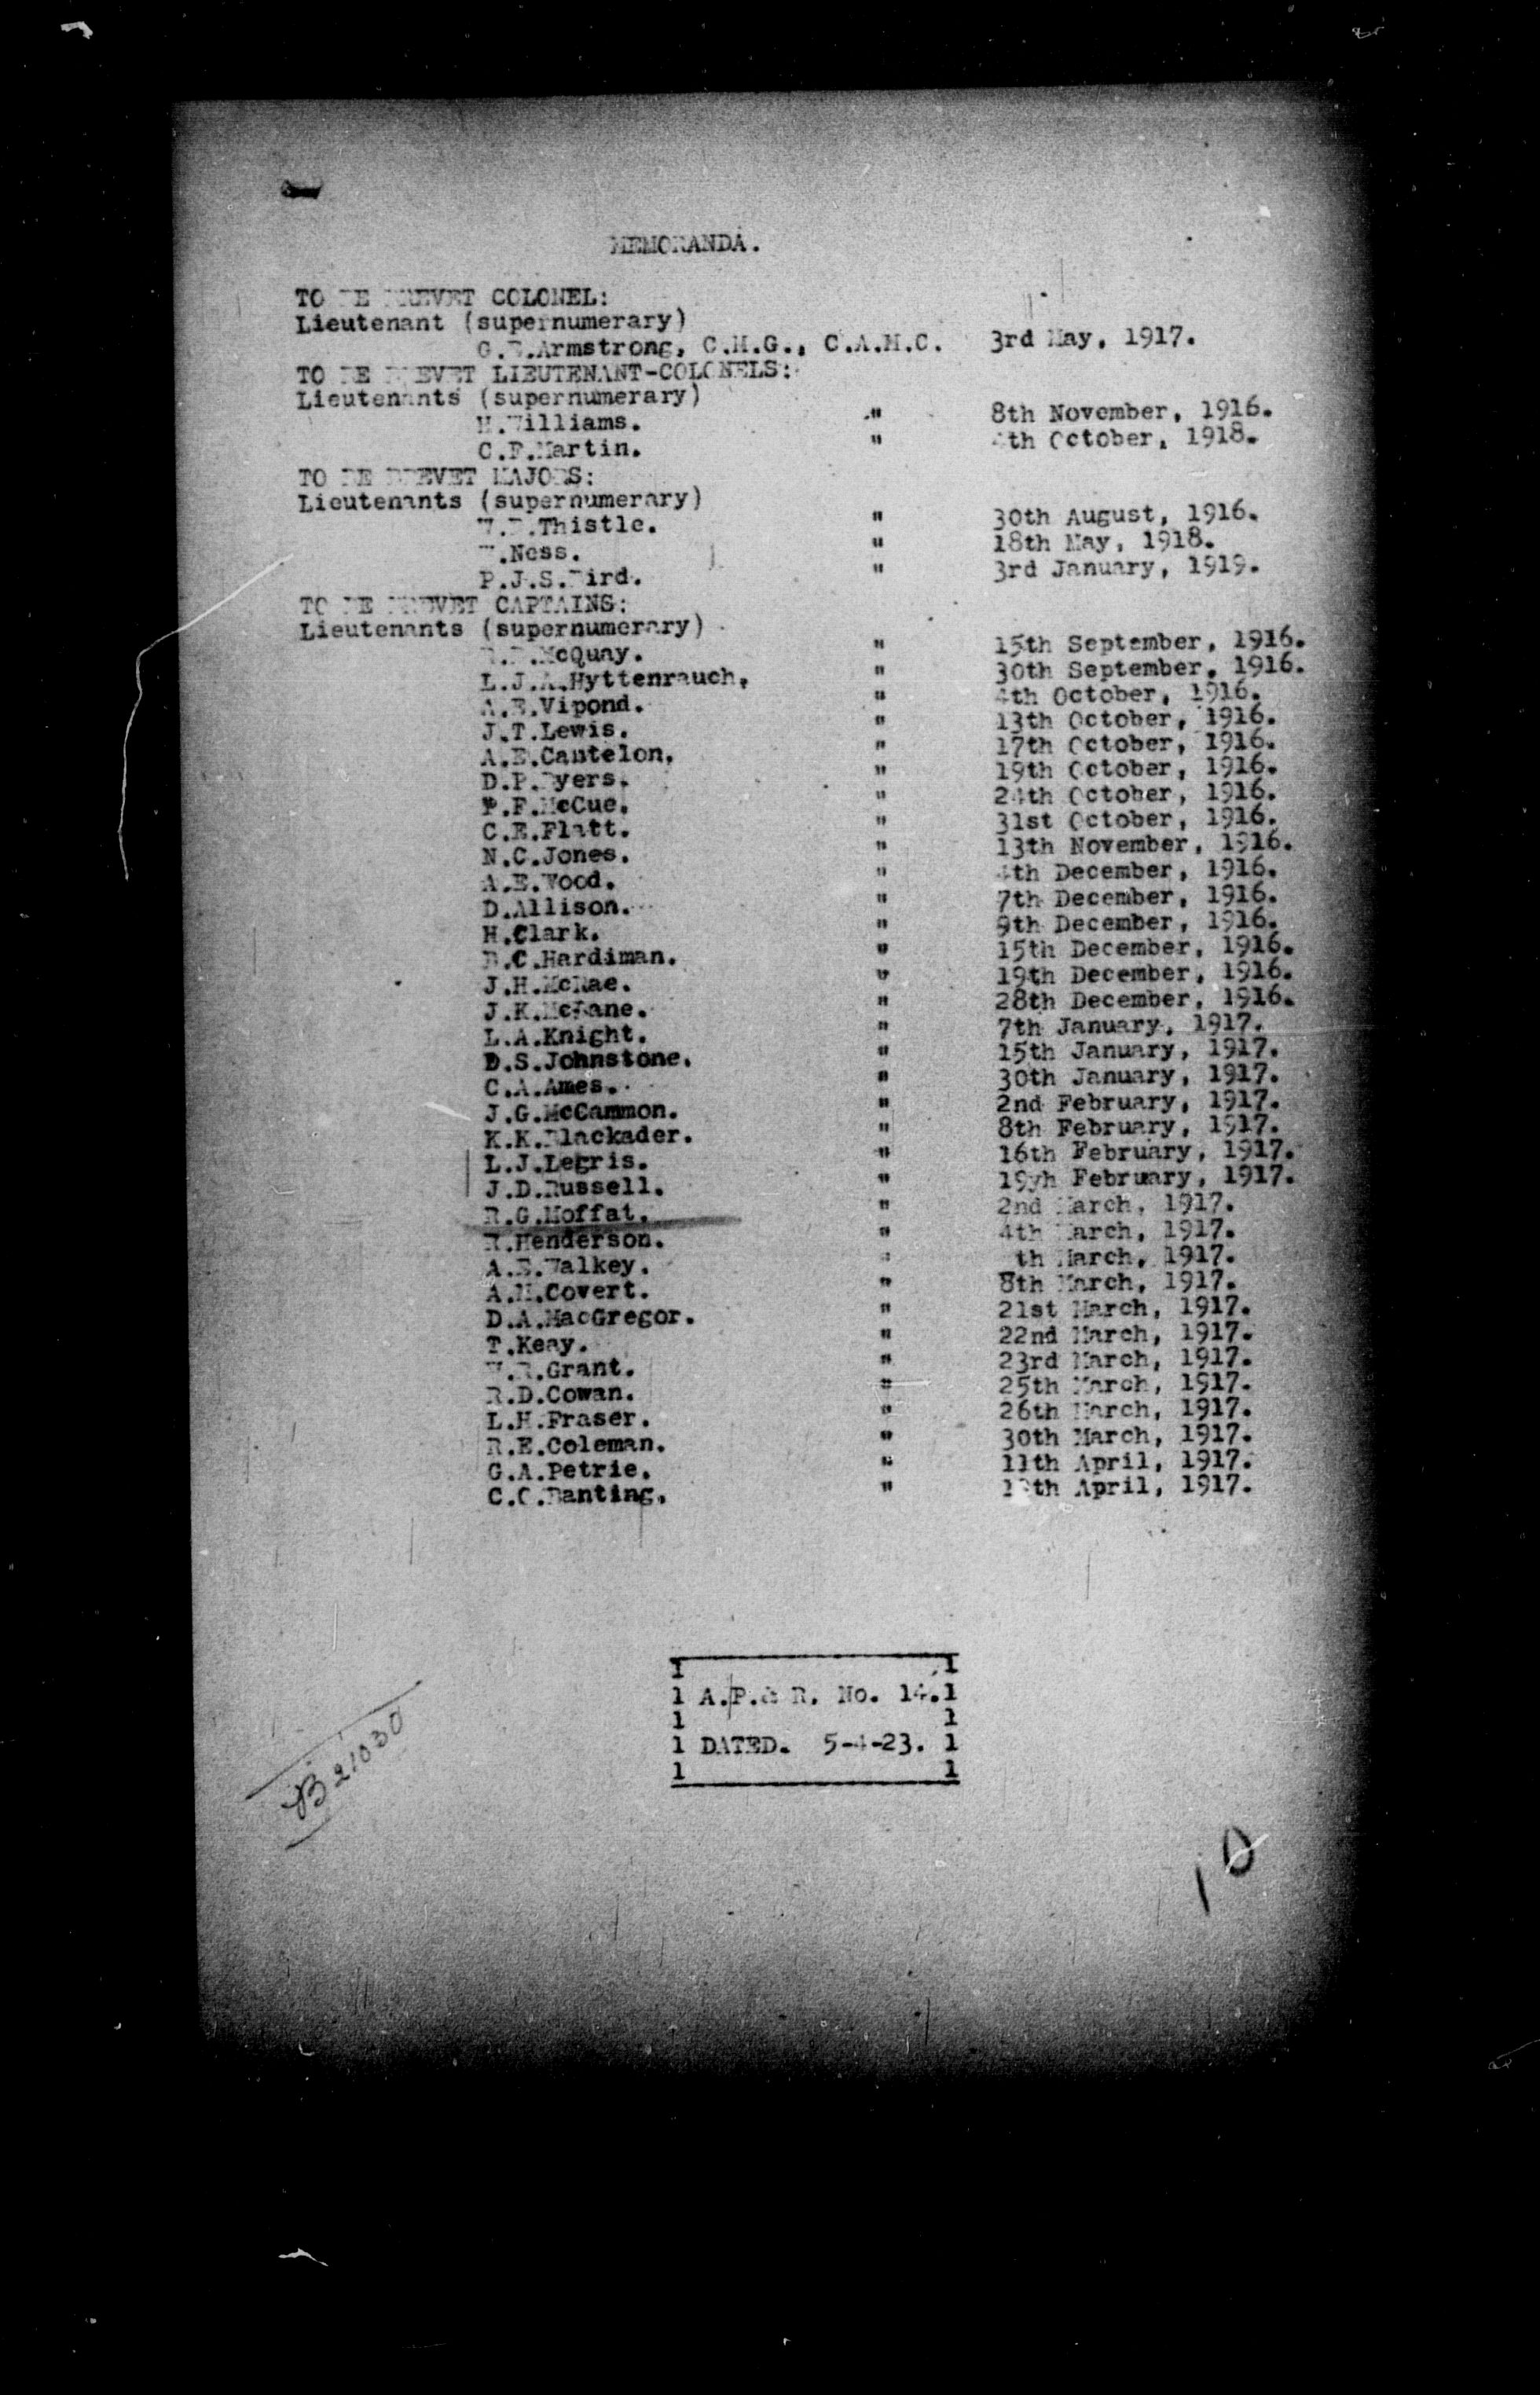 MEMORANDA.
TO BE BREVET COLONEL:
Lieutenant (supernumerary)
G.E.Armstrong, C.M.G., C.A.M.C. 3rd May, 1917.
TO BE BREVET LIEUTENANT-COLONELS:
Lieutenants (supernumerary)
H.Williams. " 8th November, 1916.
C.F.Martin. " 4th October, 1918.
TO BE BREVET MAJORS:
Lieutenants (supernumerary)
Thistle. " 30th August, 1916.
W.Ness. " 18th May, 1918.
P.J.S.Bird. " 3rd January, 1919.
TO BE BREVET CAPTAINS:
Lieutenants (supernumerary)
McQuay. " 15th September, 1916.
L.J.A.Hyttenrauch, " 30th September, 1916.
A.E.Vipond. " 4th October, 1916.
J.T.Lewis. " 13th October, 1916.
A.E.Cantelon, " 17th October, 1916.
D.P.Byers. " 19th October, 1916.
P.F.McCue. " 24th October, 1916.
C.E.Flatt. " 31st October, 1916.
N.C.Jones. " 13th November, 1916.
A.E.Wood. " 4th December, 1916.
D.Allison. " 7th December, 1916.
H.Clark. " 9th December, 1916.
B.C.Hardiman. " 15th December, 1916.
J.H.McRae. " 19th December, 1916.
J.K.McKane. " 28th December, 1916.
L.A.Knight. " 7th January, 1917.
D.S.Johnstone. " 15th January, 1917.
C.A.Ames. " 30th January, 1917.
J.G.McCammon. " 2nd February, 1917.
K.K.Blackader. " 8th February, 1917.
L.J.Legris. " 16th February, 1917.
J.D.Russell. " 19yh February, 1917.
R.G.Moffat. " 2nd March, 1917.
R.Henderson. " 4th March, 1917.
A.B.Walkey. " th March, 1917.
A.M.Covert. " 8th March, 1917.
D.A.MacGregor. " 21st March, 1917.
T.Keay. " 22nd March, 1917.
W.R.Grant. " 23rd March, 1917.
R.D.Cowan. " 25th March, 1917.
L.H.Fraser. " 26th March, 1917.
R.E.Coleman. " 30th March, 1917.
G.A.Petrie. " 11th April, 1917.
C.C.Banting. " April, 1917.
A.P.& R. No. 14.
DATED. 5-4-23.
B21030
10